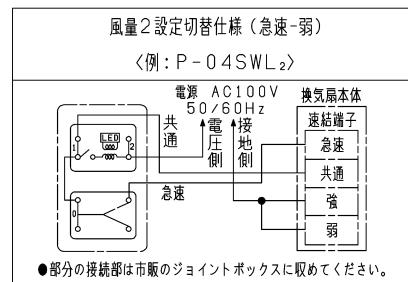 風量2設定切替仕様（急速-弱）
〈例：P-04SWL₂〉
電源 AC100V
50/60Hz
換気扇本体
速結端子
急速
共通
強
弱
共通
電圧側
接地側
LED
1
2
急速
0
●部分の接続部は市販のジョイントボックスに収めてください。